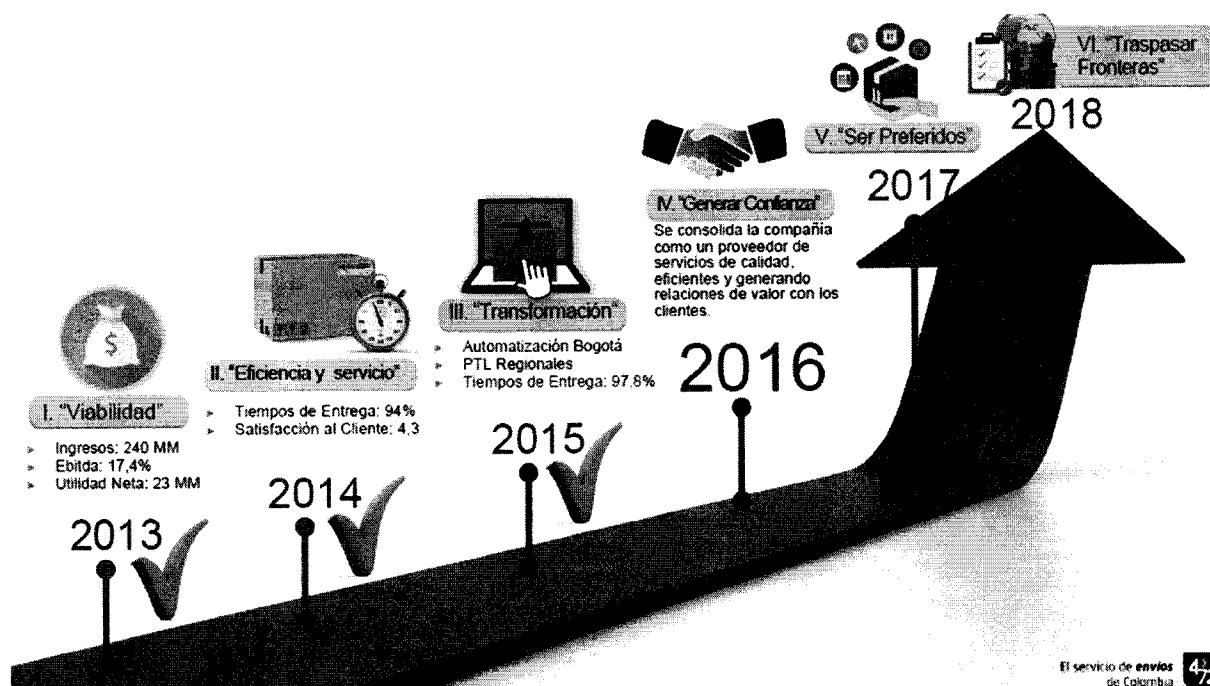 I. "Viabilidad"
Ingresos: 240 MM
Ebitda: 17,4%
Utilidad Neta: 23 MM
2013
II. "Eficiencia y servicio"
Tiempos de Entrega: 94%
Satisfacción al Cliente: 4,3
2014
III. "Transformación"
Automatización Bogotá
PTL Regionales
Tiempos de Entrega: 97,8%
2015
IV. "Generar Confianza"
Se consolida la compañía
como un proveedor de
servicios de calidad,
eficientes y generando
relaciones de valor con los
clientes.
2016
V. "Ser Preferidos"
2017
VI. "Traspasar
Fronteras"
2018
El servicio de envíos
de Colombia